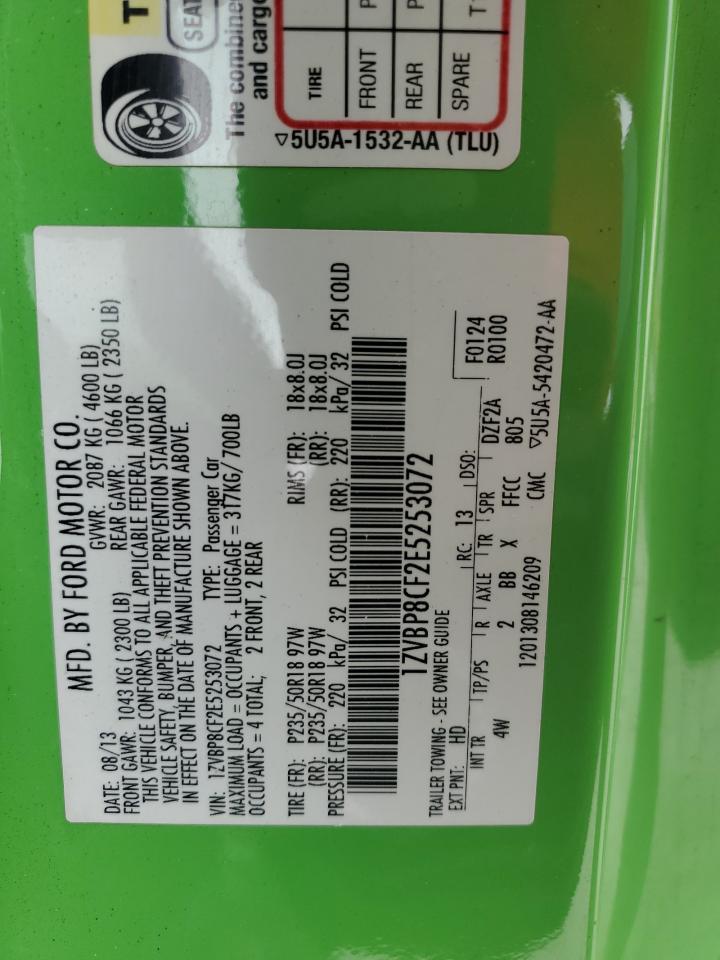 T
SEAT
The combine
and cargo
TIRE
FRONT P
REAR P
SPARE T1
▽5U5A-1532-AA (TLU)
MFD. BY FORD MOTOR CO.
DATE: 08/13 GVWR: 2087 KG ( 4600 LB)
FRONT GAWR: 1043 KG ( 2300 LB) REAR GAWR: 1066 KG ( 2350 LB)
THIS VEHICLE CONFORMS TO ALL APPLICABLE FEDERAL MOTOR
VEHICLE SAFETY, BUMPER, AND THEFT PREVENTION STANDARDS
IN EFFECT ON THE DATE OF MANUFACTURE SHOWN ABOVE.
VIN: 1ZVBP8CF2E5253072 TYPE: Passenger Car
MAXIMUM LOAD = OCCUPANTS + LUGGAGE = 317KG/ 700LB
OCCUPANTS = 4 TOTAL; 2 FRONT, 2 REAR
TIRE (FR): P235/50R18 97W RIMS (FR): 18x8.0J
(RR): P235/50R18 97W (RR): 18x8.0J
PRESSURE (FR): 220 kPa/ 32 PSI COLD (RR): 220 kPa/ 32 PSI COLD
1ZVBP8CF2E5253072
TRAILER TOWING - SEE OWNER GUIDE
EXT PNT: HD RC: 13 DSO: F0124
R0100
INT TR TP/PS R AXLE TR SPR DZF2A
4W 2 BB X FFCC 805
1201308146209 CMC ▽5U5A-5420472-AA